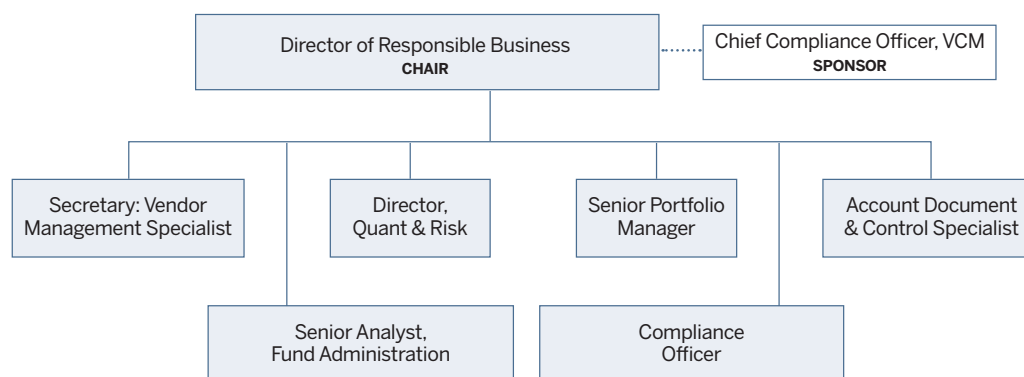 Director of Responsible Business
CHAIR
Chief Compliance Officer, VCM
SPONSOR
Secretary: Vendor
Management Specialist
Director,
Quant & Risk
Senior Portfolio
Manager
Account Document
& Control Specialist
Senior Analyst,
Fund Administration
Compliance
Officer